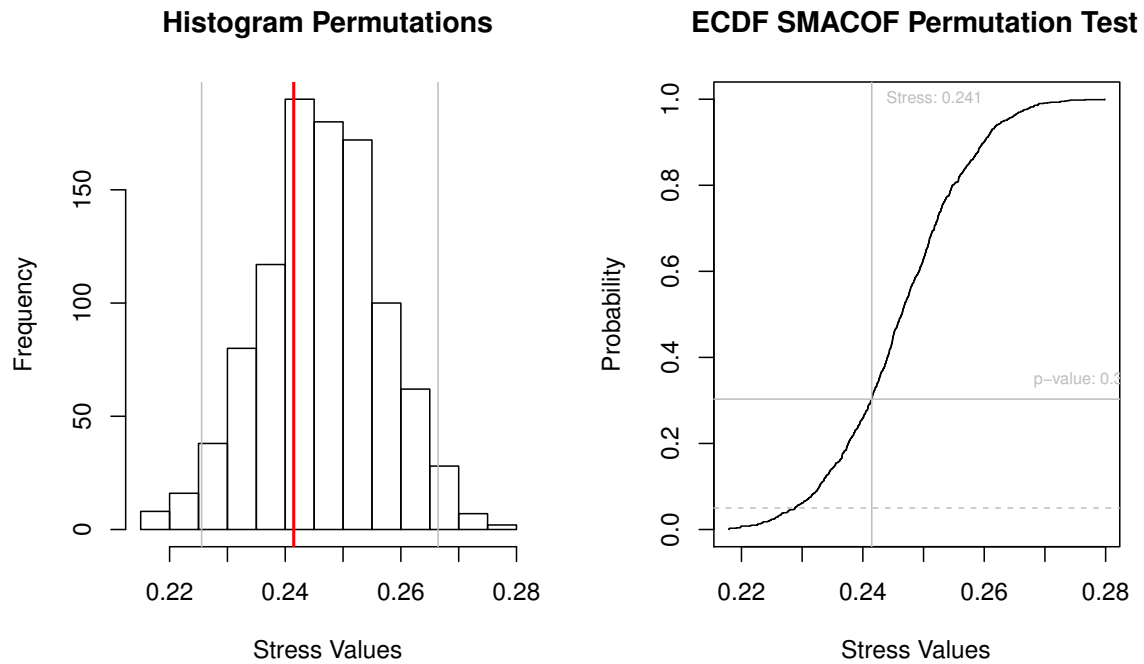 Histogram Permutations
Frequency
0
50
100
150
0.22
0.24
0.26
0.28
Stress Values
ECDF SMACOF Permutation Test
Probability
0.0
0.2
0.4
0.6
0.8
1.0
Stress: 0.241
p−value: 0.3
0.22
0.24
0.26
0.28
Stress Values